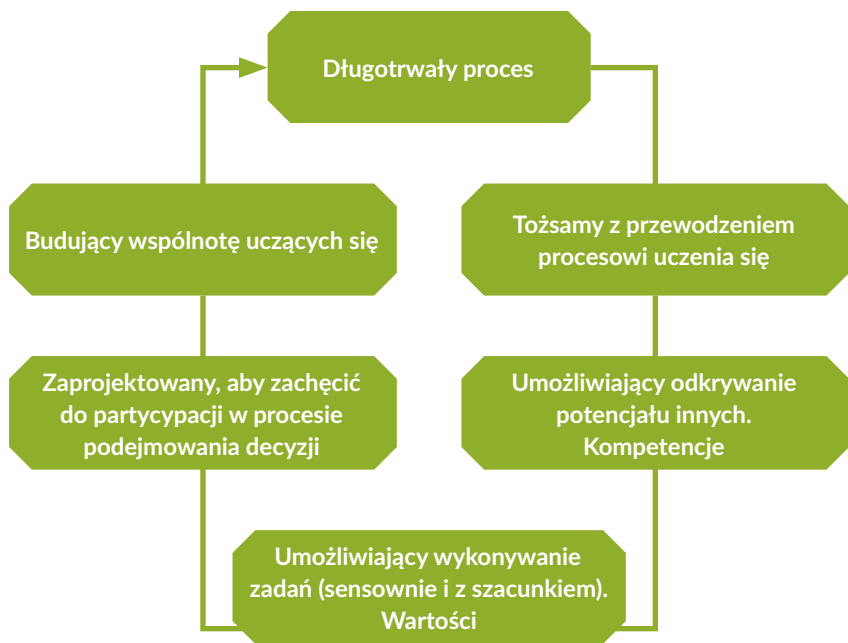 Długotrwały proces
Tożsamy z przewodzeniem
procesowi uczenia się
Umożliwiający odkrywanie
potencjału innych.
Kompetencje
Umożliwiający wykonywanie
zadań (sensownie i z szacunkiem).
Wartości
Zaprojektowany, aby zachęcić
do partycypacji w procesie
podejmowania decyzji
Budujący wspólnotę uczących się